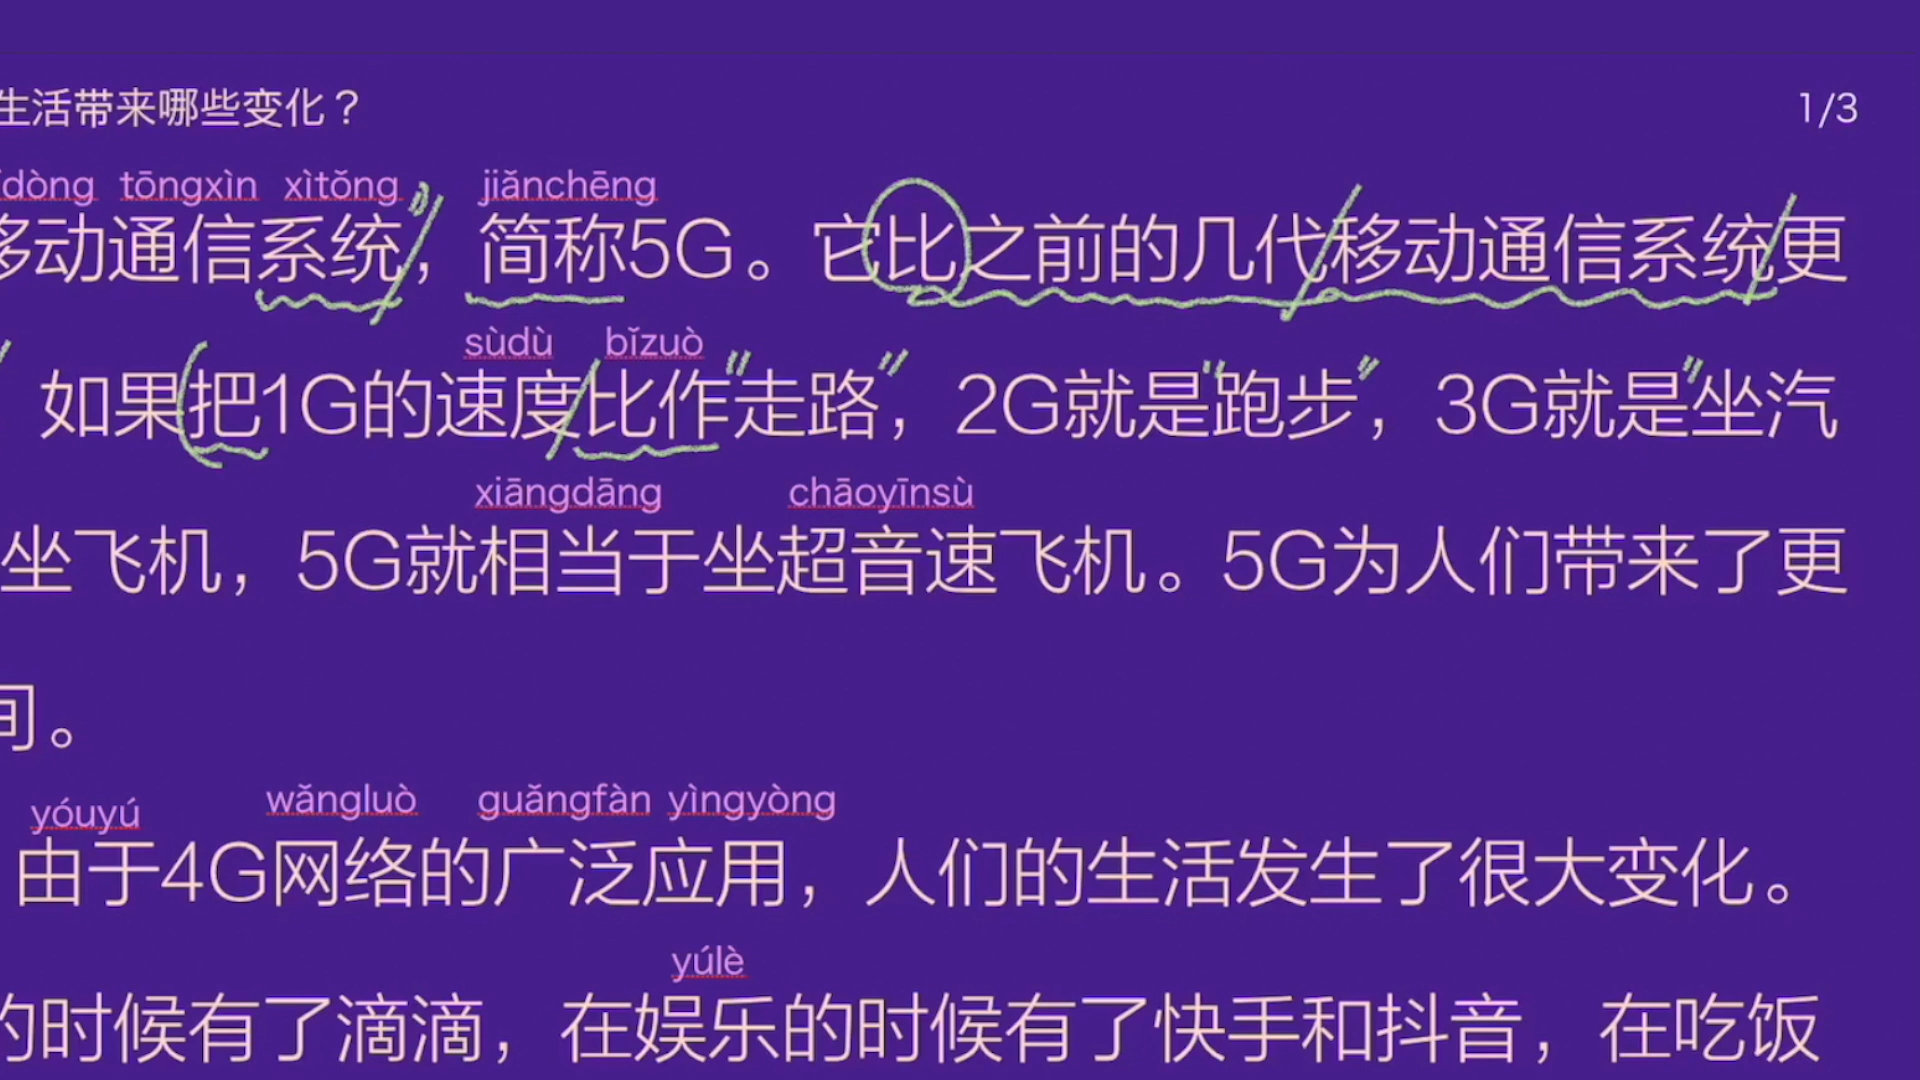 生活带来哪些变化？
1/3
dòng tōngxìn xìtǒng jiǎnchēng
移动通信系统，简称5G。它比之前的几代移动通信系统更
sùdù bǐzuò
如果把1G的速度比作"走路"，2G就是"跑步"，3G就是"坐汽
xiāngdāng chāoyīnsù
坐飞机，5G就相当于坐超音速飞机。5G为人们带来了更
间。
yóuyú wǎngluò guǎngfàn yìngyòng
由于4G网络的广泛应用，人们的生活发生了很大变化。
yúlè
的时候有了滴滴，在娱乐的时候有了快手和抖音，在吃饭